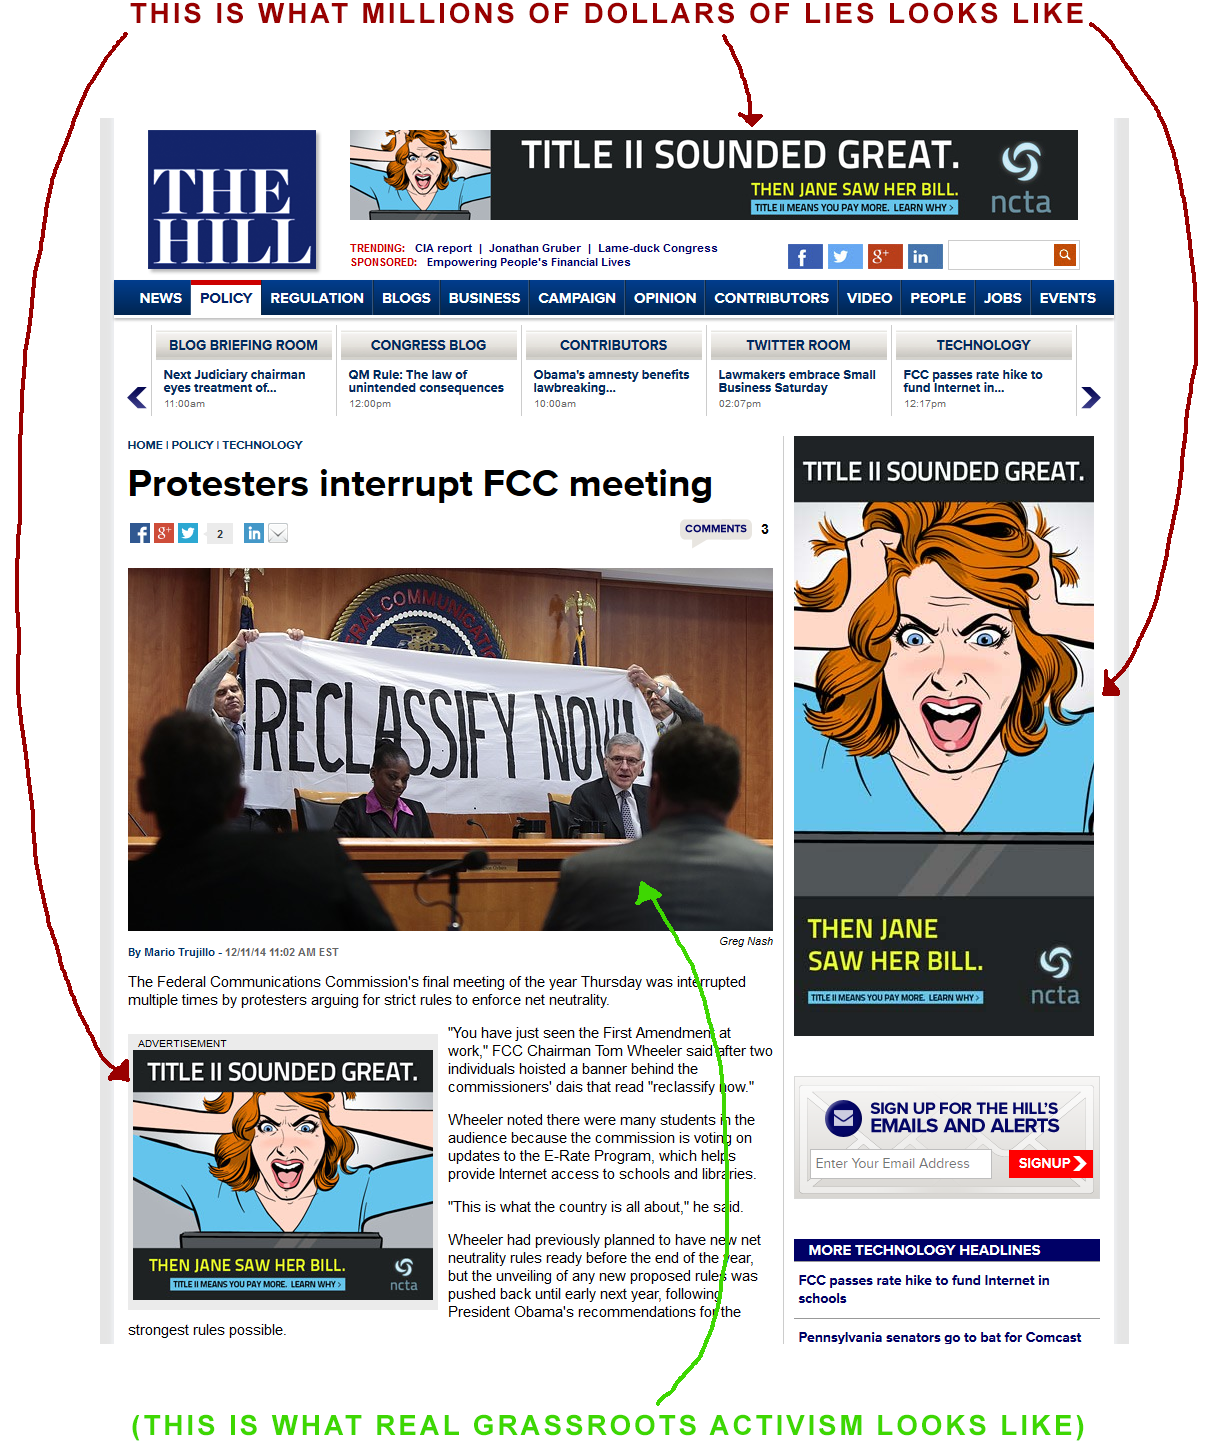 THIS IS WHAT MILLIONS OF DOLLARS OF LIES LOOKS LIKE
THE
HILL
TITLE II SOUNDED GREAT.
THEN JANE SAW HER BILL.
TITLE II MEANS YOU PAY MORE. LEARN WHY >
ncta
TRENDING: CIA report | Jonathan Gruber | Lame-duck Congress
SPONSORED: Empowering People's Financial Lives
f
g+
in
NEWS POLICY REGULATION BLOGS BUSINESS CAMPAIGN OPINION CONTRIBUTORS VIDEO PEOPLE JOBS EVENTS
BLOG BRIEFING ROOM
Next Judiciary chairman
eyes treatment of...
11:00am
CONGRESS BLOG
QM Rule: The law of
unintended consequences
12:00pm
CONTRIBUTORS
Obama's amnesty benefits
lawbreaking...
10:00am
TWITTER ROOM
Lawmakers embrace Small
Business Saturday
02:07pm
TECHNOLOGY
FCC passes rate hike to
fund Internet in...
12:17pm
HOME | POLICY | TECHNOLOGY
Protesters interrupt FCC meeting
f g+ 2 in
COMMENTS 3
RAL COMMUNICATION
RECLASSIFY NOW!
Greg Nash
By Mario Trujillo - 12/11/14 11:02 AM EST
The Federal Communications Commission's final meeting of the year Thursday was interrupted
multiple times by protesters arguing for strict rules to enforce net neutrality.
ADVERTISEMENT
TITLE II SOUNDED GREAT.
THEN JANE SAW HER BILL.
TITLE II MEANS YOU PAY MORE. LEARN WHY >
ncta
"You have just seen the First Amendment at
work," FCC Chairman Tom Wheeler said after two
individuals hoisted a banner behind the
commissioners' dais that read "reclassify now."
Wheeler noted there were many students in the
audience because the commission is voting on
updates to the E-Rate Program, which helps
provide Internet access to schools and libraries.
"This is what the country is all about," he said.
Wheeler had previously planned to have new net
neutrality rules ready before the end of the year,
but the unveiling of any new proposed rules was
pushed back until early next year, following
President Obama's recommendations for the
strongest rules possible.
TITLE II SOUNDED GREAT.
THEN JANE
SAW HER BILL.
TITLE II MEANS YOU PAY MORE. LEARN WHY >
ncta
SIGN UP FOR THE HILL'S
EMAILS AND ALERTS
Enter Your Email Address
SIGNUP
MORE TECHNOLOGY HEADLINES
FCC passes rate hike to fund Internet in
schools
Pennsylvania senators go to bat for Comcast
(THIS IS WHAT REAL GRASSROOTS ACTIVISM LOOKS LIKE)